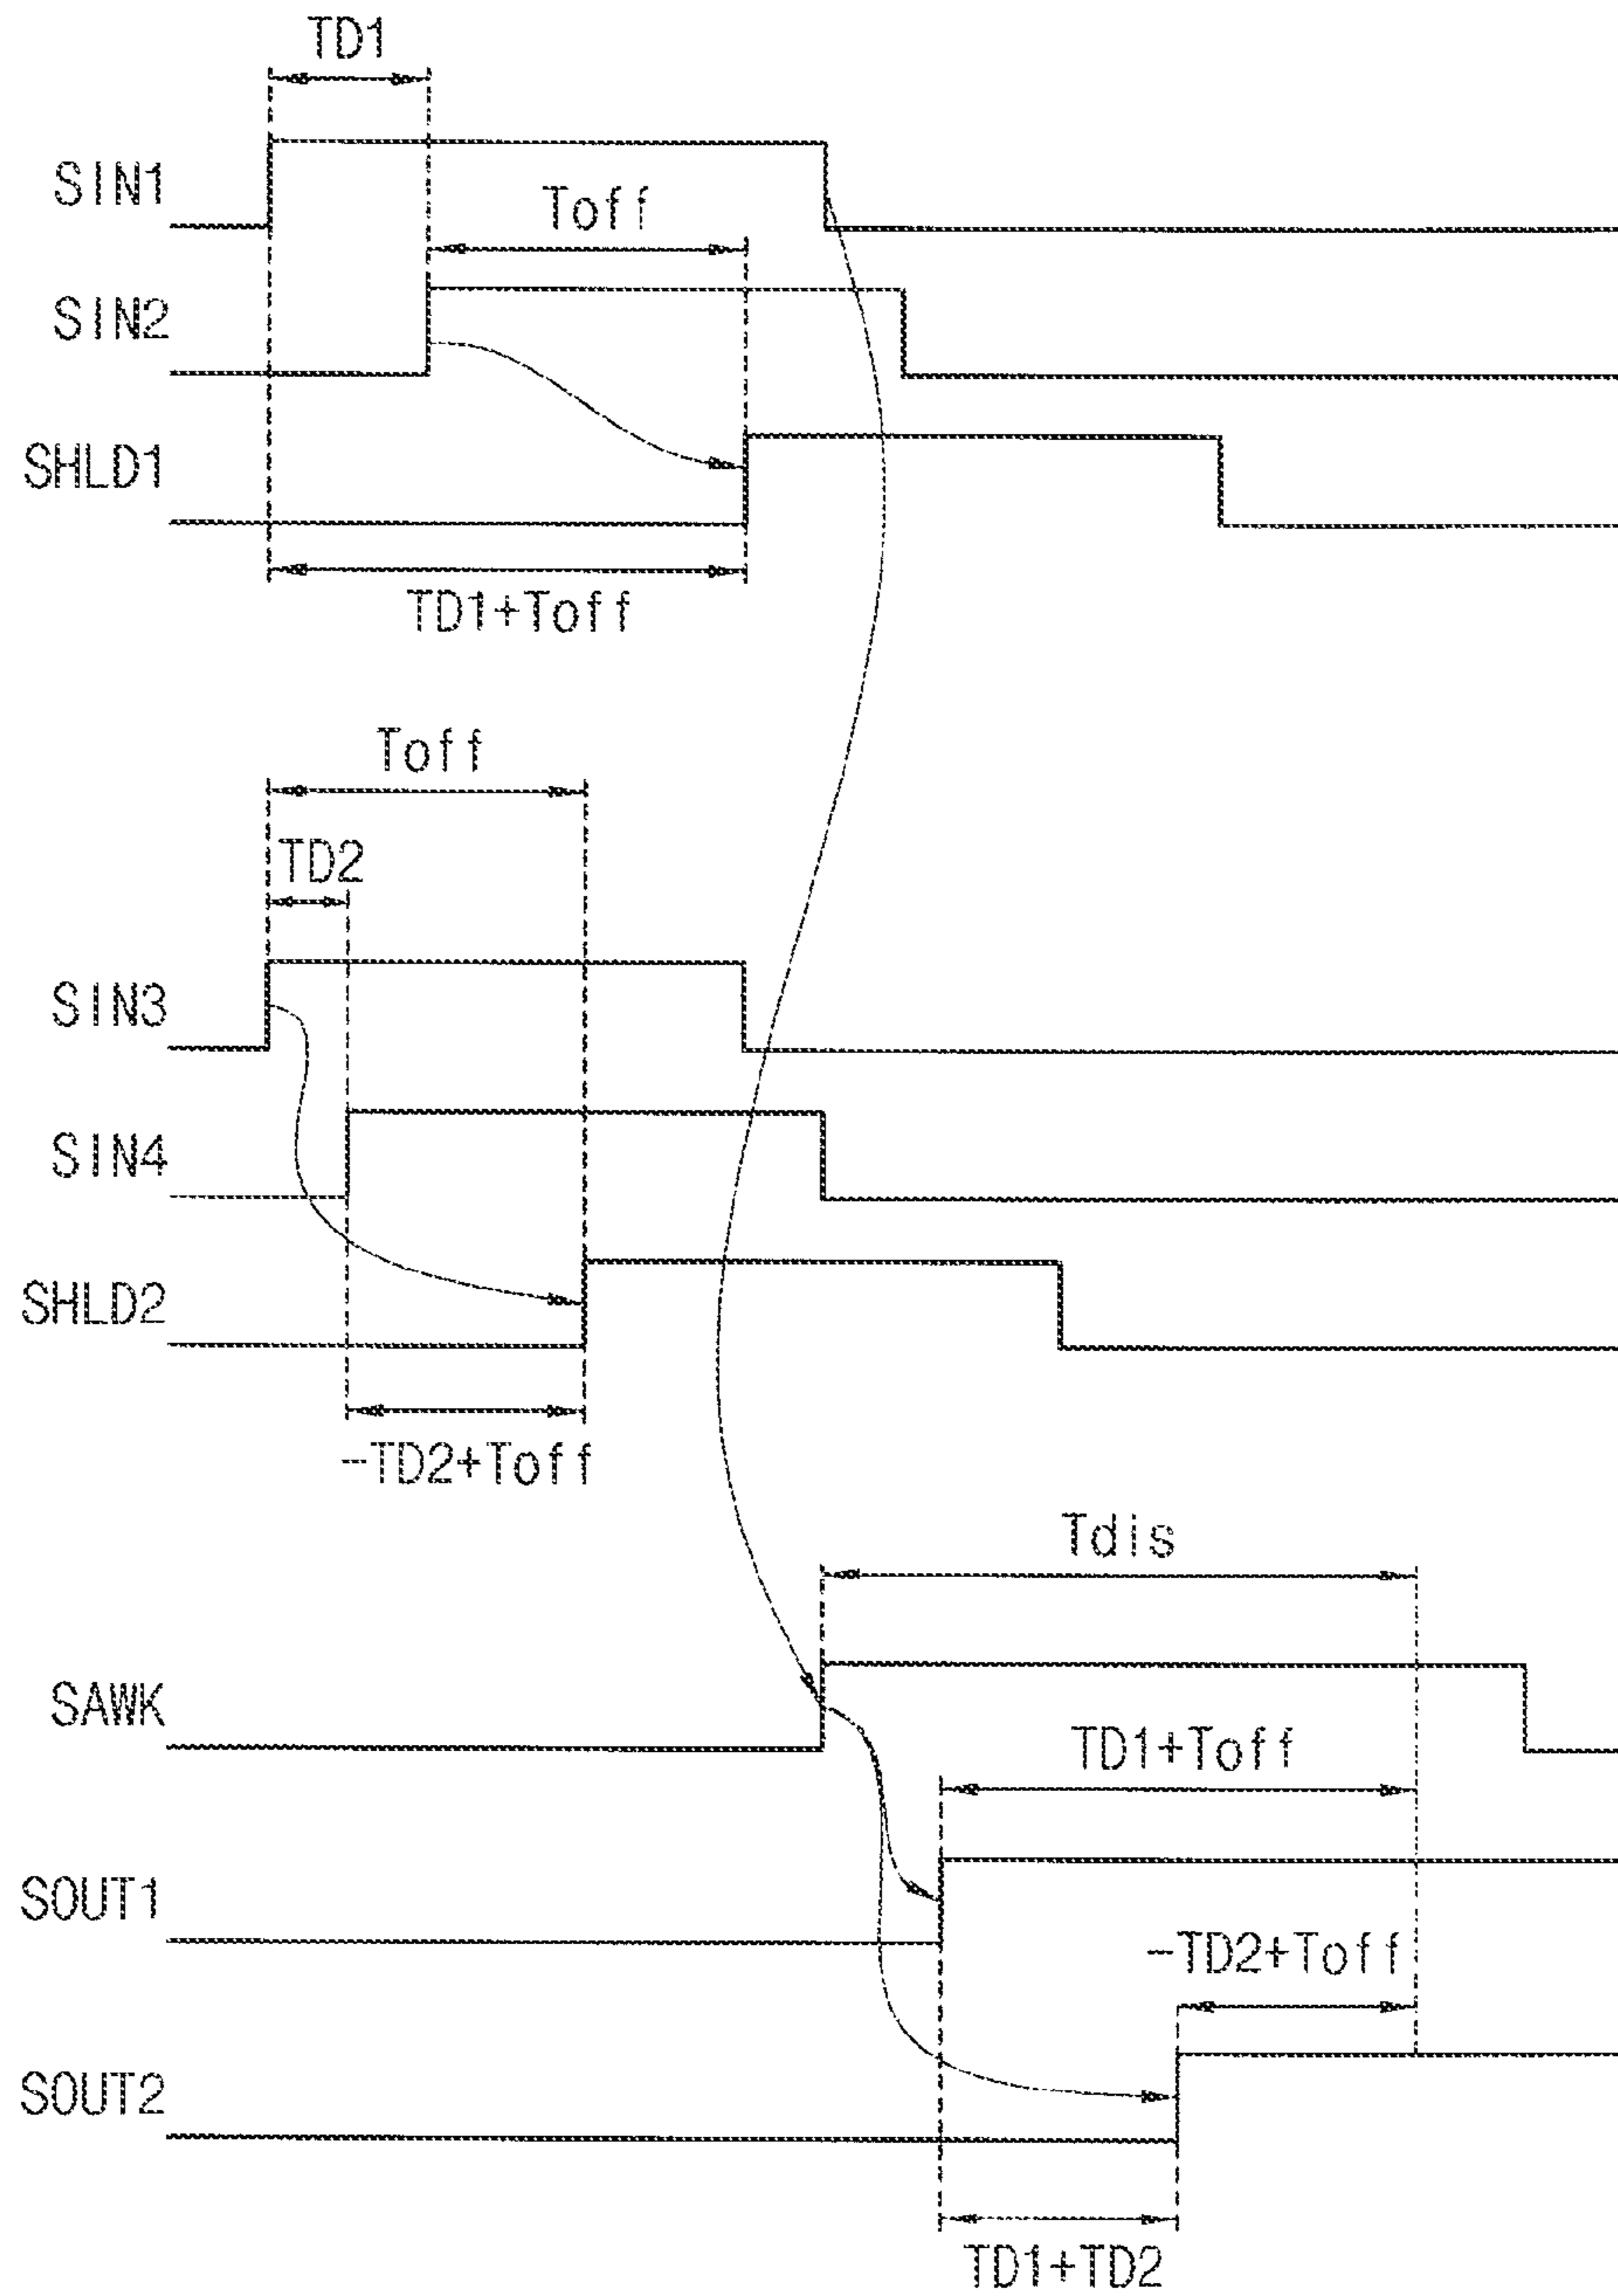 TD1
SIN1
Toff
SIN2
SHLD1
TD1+Toff
Toff
TD2
SIN3
SIN4
SHLD2
-TD2+Toff
Tdis
SAWK
TD1+Toff
SOUT1
-TD2+Toff
SOUT2
TD1+TD2